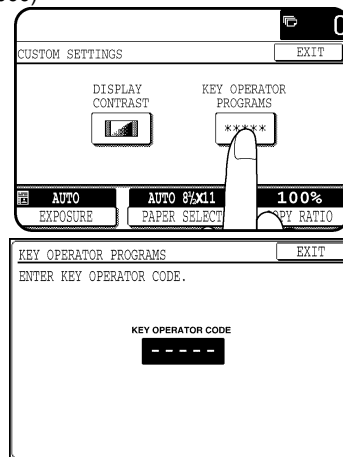 CUSTOM SETTINGS
EXIT
DISPLAY CONTRAST
KEY OPERATOR PROGRAMS
*****
AUTO
AUTO 8½X11
100%
EXPOSURE
PAPER SELECT
COPY RATIO
KEY OPERATOR PROGRAMS
EXIT
ENTER KEY OPERATOR CODE.
KEY OPERATOR CODE
– – – – –